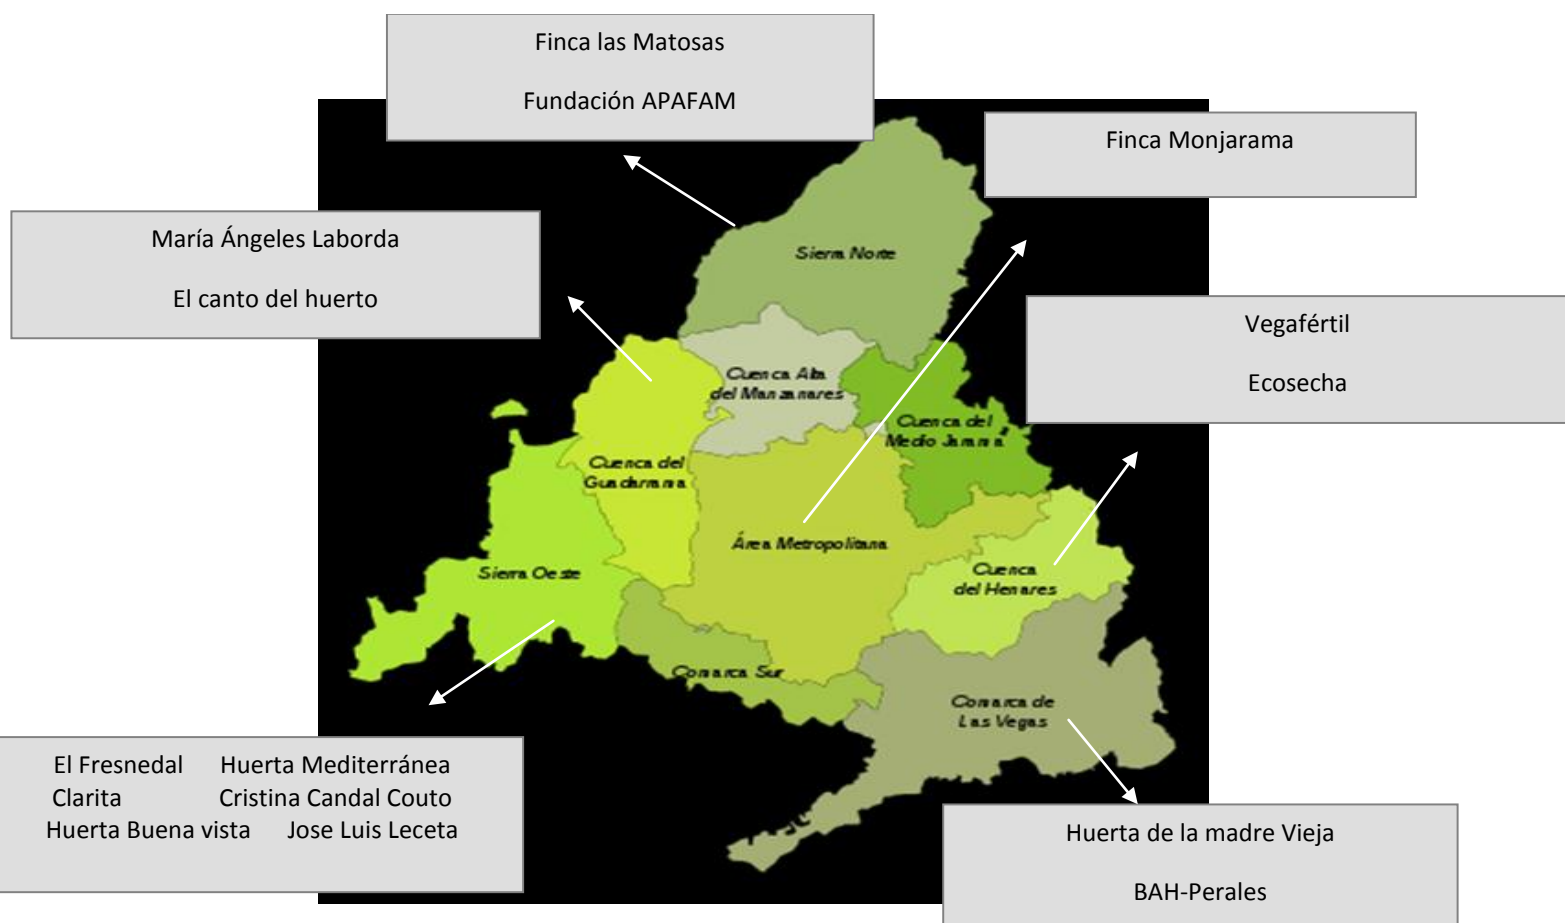 Finca las Matosas
Fundación APAFAM
Finca Monjarama
María Ángeles Laborda
El canto del huerto
Sierra Norte
Vegafértil
Ecosecha
Cuenca Alta
del Manzanares
Cuenca del
Medio Jarama
Cuenca del
Guadarrama
Área Metropolitana
Sierra Oeste
Cuenca
del Henares
Comarca Sur
Comarca de
Las Vegas
El Fresnedal Huerta Mediterránea
Clarita Cristina Candal Couto
Huerta Buena vista Jose Luis Leceta
Huerta de la madre Vieja
BAH-Perales